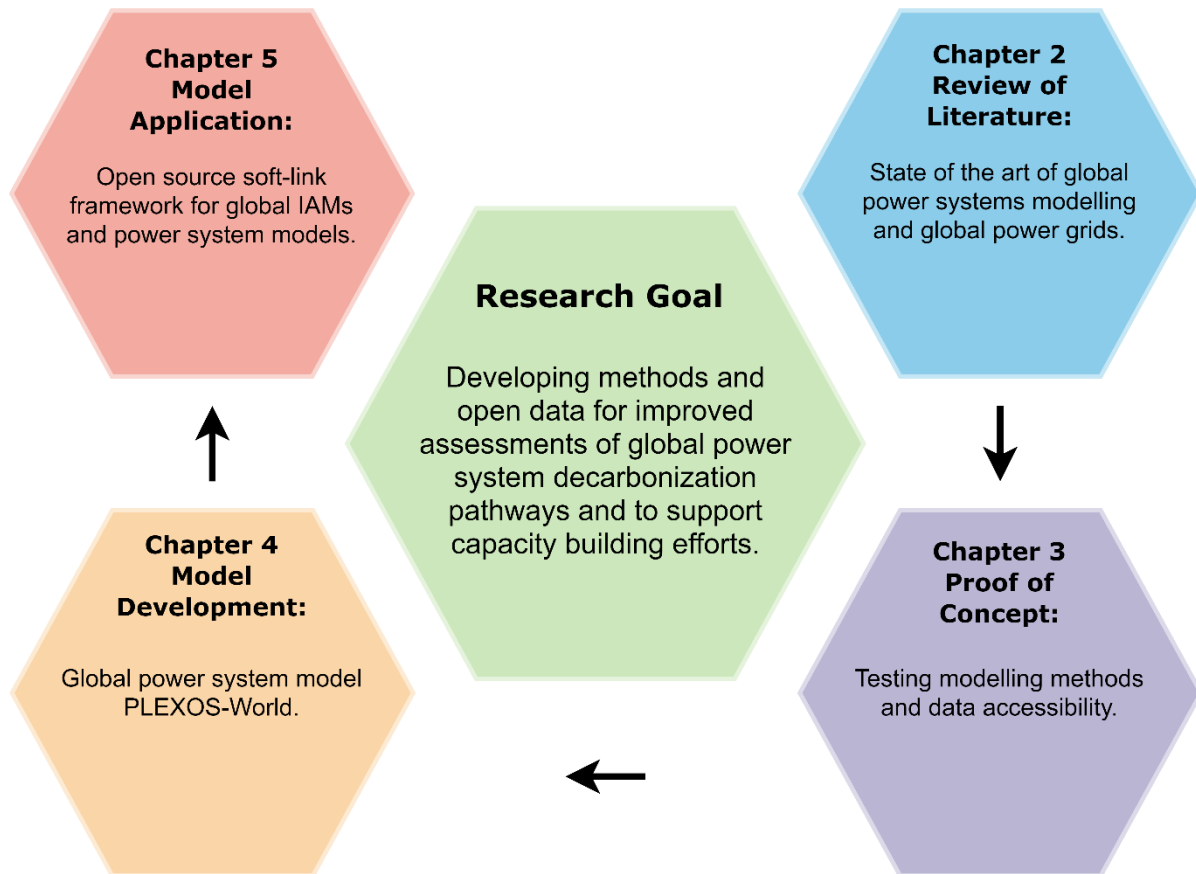 Chapter 5
Model
Application:
Open source soft-link
framework for global IAMs
and power system models.
Chapter 2
Review of
Literature:
State of the art of global
power systems modelling
and global power grids.
Research Goal
Developing methods and
open data for improved
assessments of global power
system decarbonization
pathways and to support
capacity building efforts.
Chapter 4
Model
Development:
Global power system model
PLEXOS-World.
Chapter 3
Proof of
Concept:
Testing modelling methods
and data accessibility.